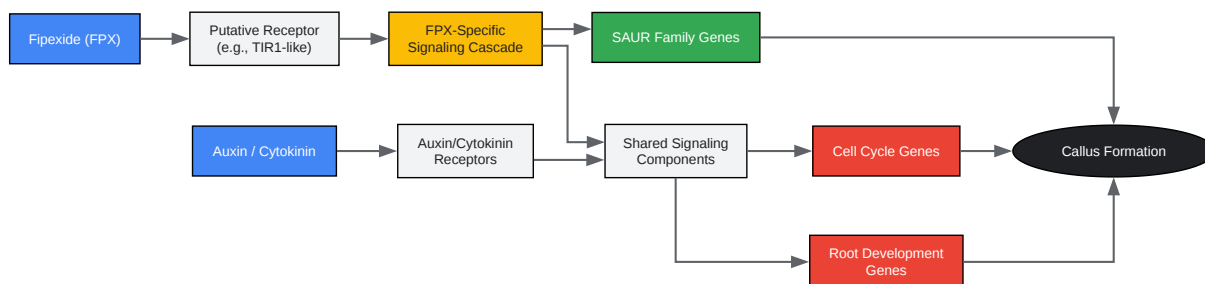 Fipexide (FPX)
Putative Receptor
(e.g., TIR1-like)
FPX-Specific
Signaling Cascade
SAUR Family Genes
Auxin / Cytokinin
Auxin/Cytokinin
Receptors
Shared Signaling
Components
Cell Cycle Genes
Callus Formation
Root Development
Genes